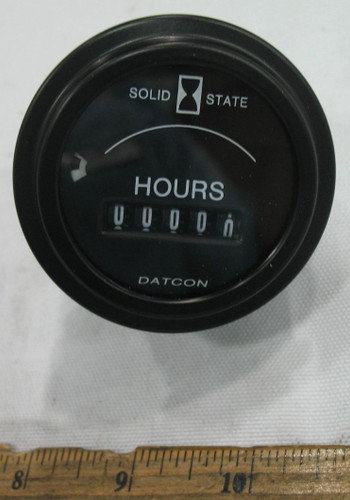 SOLID STATE
HOURS
00000
DATCON
8 9 10